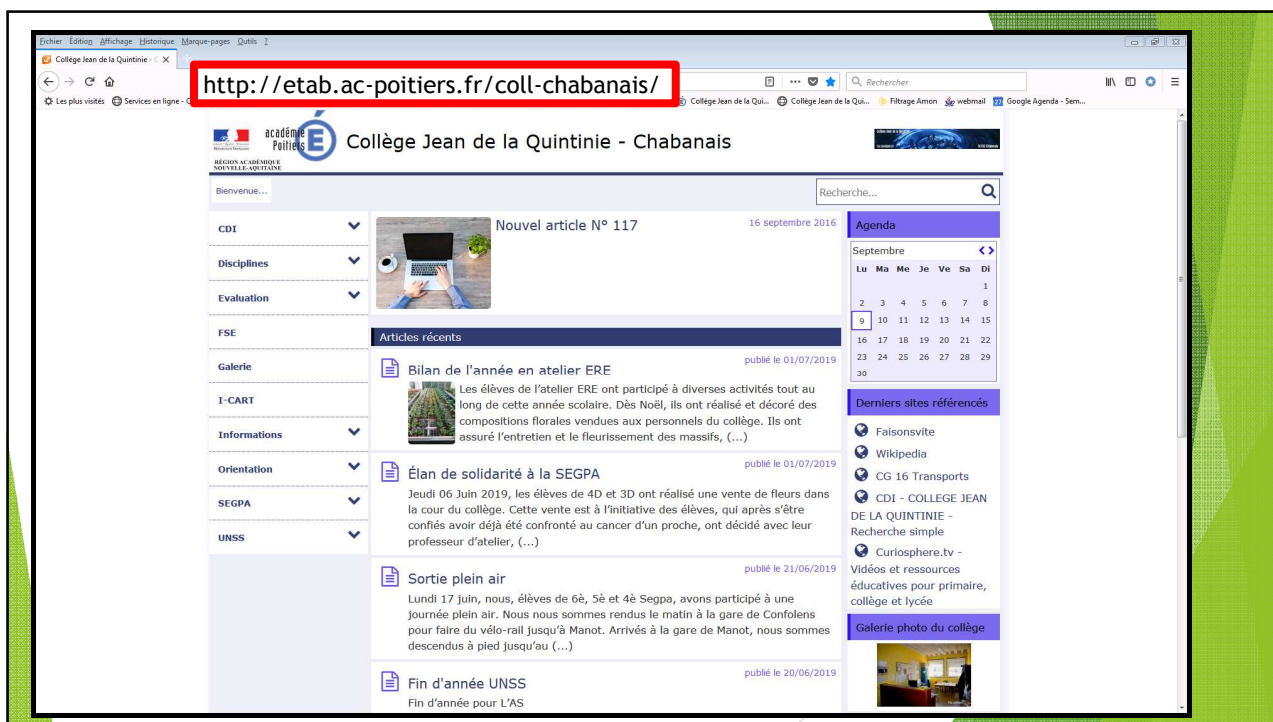 Fichier Édition Affichage Historique Marque-pages Outils ?
Collège Jean de la Quintinie - C
http://etab.ac-poitiers.fr/coll-chabanais/
Rechercher
Les plus visités Services en ligne - C Collège Jean de la Qui... Collège Jean de la Qui... Filtrage Amon webmail 27 Google Agenda - Sem...
académie
Poitiers
É
RÉGION ACADÉMIQUE
NOUVELLE-AQUITAINE
Collège Jean de la Quintinie - Chabanais
Bienvenue...
Recherche...
CDI
Disciplines
Evaluation
FSE
Galerie
I-CART
Informations
Orientation
SEGPA
UNSS
Nouvel article N° 117
16 septembre 2016
Articles récents
publié le 01/07/2019
Bilan de l'année en atelier ERE
Les élèves de l’atelier ERE ont participé à diverses activités tout au
long de cette année scolaire. Dès Noël, ils ont réalisé et décoré des
compositions florales vendues aux personnels du collège. Ils ont
assuré l’entretien et le fleurissement des massifs, (...)
publié le 01/07/2019
Élan de solidarité à la SEGPA
Jeudi 06 Juin 2019, les élèves de 4D et 3D ont réalisé une vente de fleurs dans
la cour du collège. Cette vente est à l’initiative des élèves, qui après s’être
confiés avoir déjà été confronté au cancer d’un proche, ont décidé avec leur
professeur d’atelier, (...)
publié le 21/06/2019
Sortie plein air
Lundi 17 juin, nous, élèves de 6è, 5è et 4è Segpa, avons participé à une
journée plein air. Nous nous sommes rendus le matin à la gare de Confolens
pour faire du vélo-rail jusqu’à Manot. Arrivés à la gare de Manot, nous sommes
descendus à pied jusqu’au (...)
publié le 20/06/2019
Fin d'année UNSS
Fin d’année pour L’AS
Agenda
Septembre
Lu Ma Me Je Ve Sa Di
1
2 3 4 5 6 7 8
9 10 11 12 13 14 15
16 17 18 19 20 21 22
23 24 25 26 27 28 29
30
Derniers sites référencés
Faisonsvite
Wikipedia
CG 16 Transports
CDI - COLLEGE JEAN
DE LA QUINTINIE -
Recherche simple
Curiosphere.tv -
Vidéos et ressources
éducatives pour primaire,
collège et lycée
Galerie photo du collège